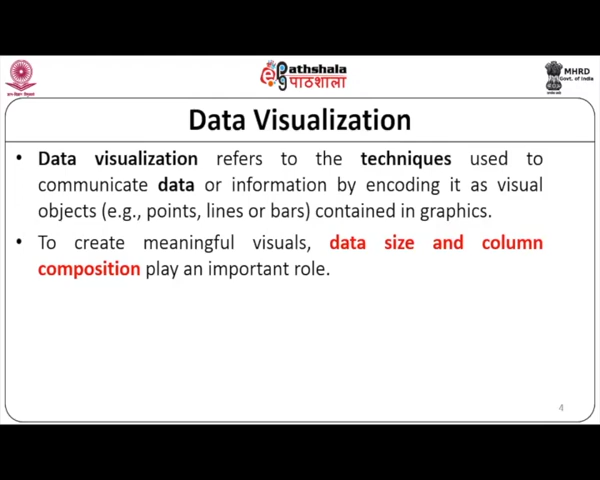 Pathshala
पाठशाला
MHRD
Govt. of India
Data Visualization
• Data visualization refers to the techniques used to
communicate data or information by encoding it as visual
objects (e.g., points, lines or bars) contained in graphics.
• To create meaningful visuals, data size and column
composition play an important role.
4